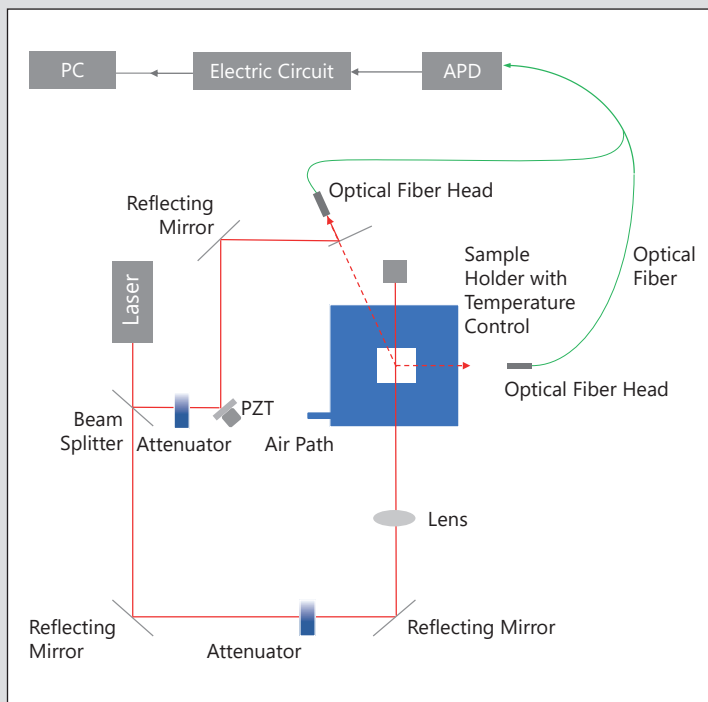 PC
Electric Circuit
APD
Optical Fiber Head
Reflecting
Mirror
Laser
Sample
Holder with
Temperature
Control
Optical
Fiber
Optical Fiber Head
PZT
Beam
Splitter
Attenuator
Air Path
Lens
Reflecting
Mirror
Attenuator
Reflecting Mirror